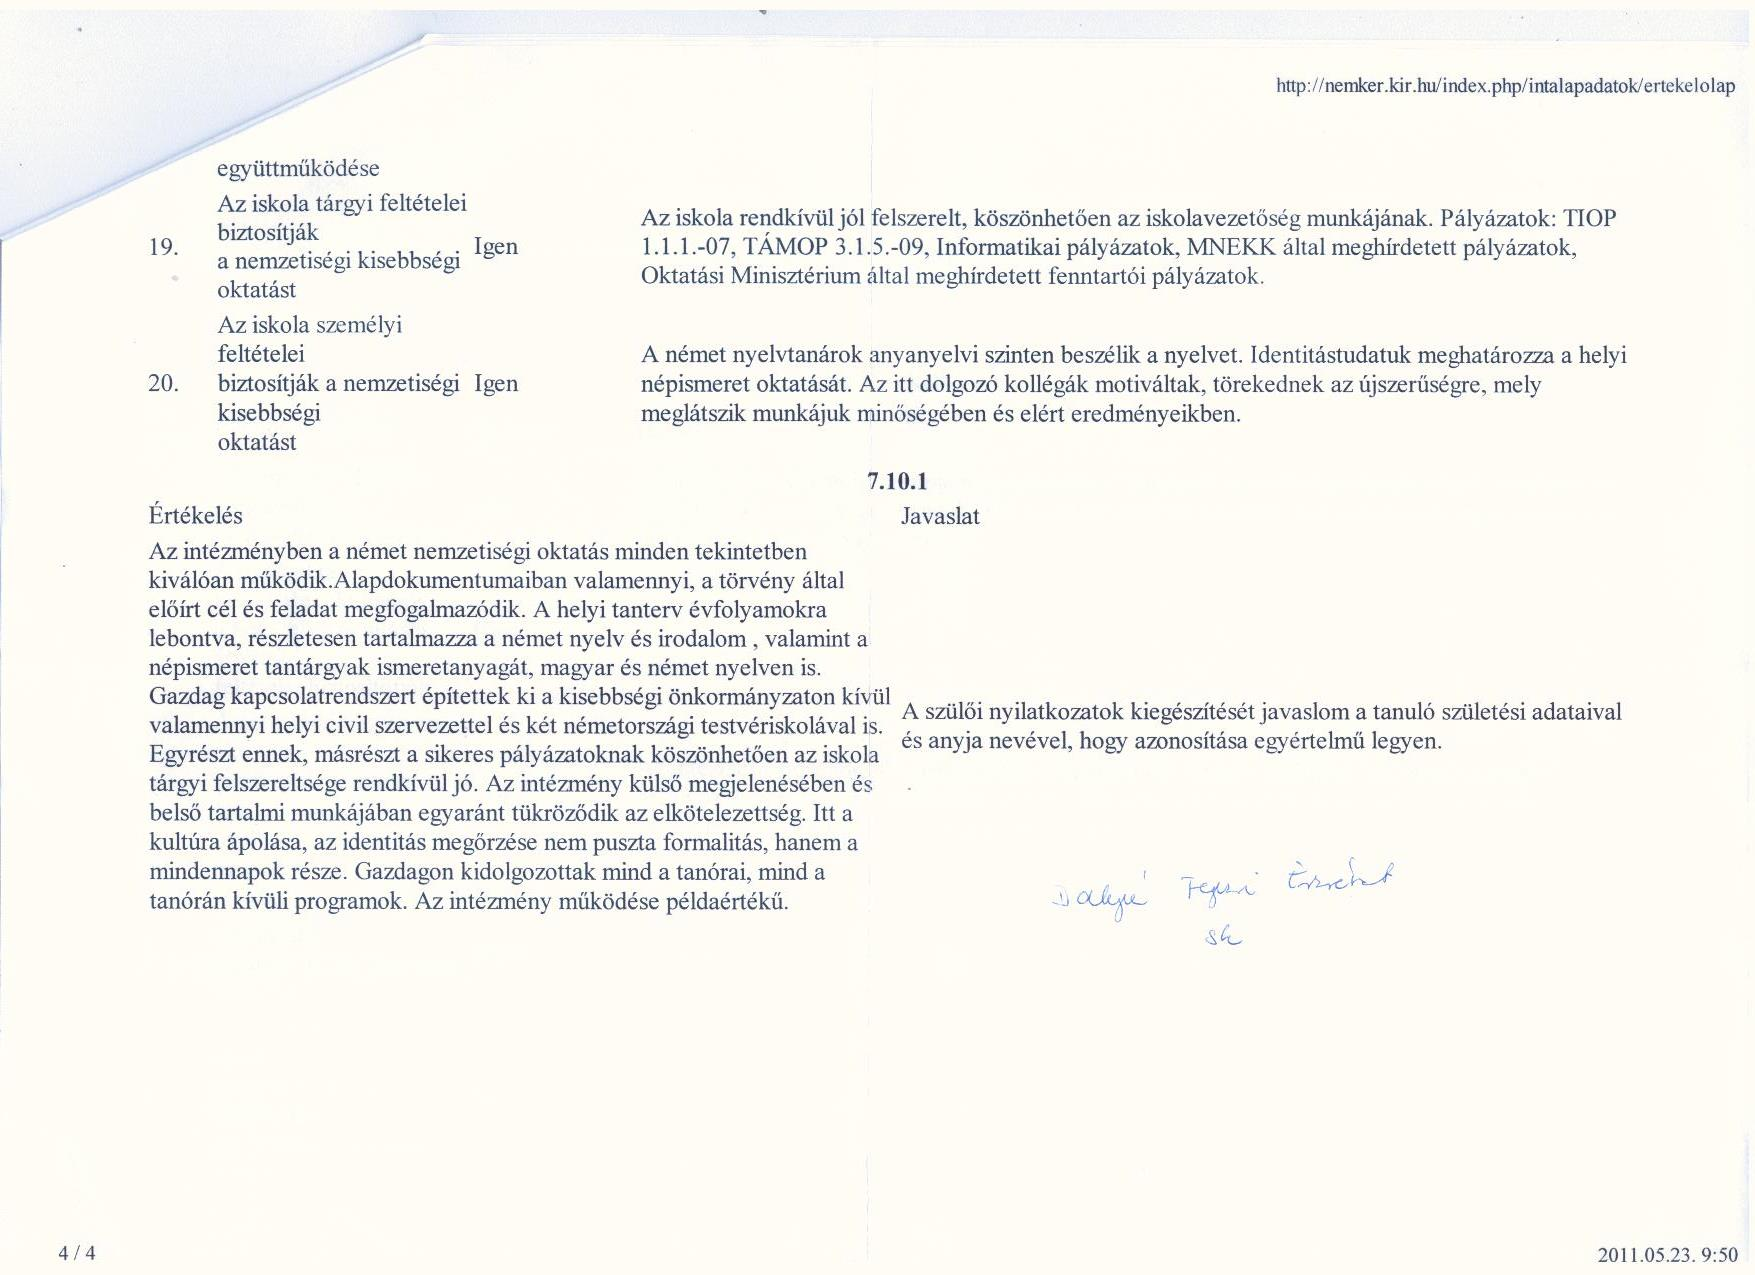 http://nemker.kir.hu/index.php/intalapadatok/ertekelolap
együttműködése
19.
Az iskola tárgyi feltételei
biztosítják
a nemzetiségi kisebbségi
oktatást
Igen
Az iskola rendkívül jól felszerelt, köszönhetően az iskolavezetőség munkájának. Pályázatok: TIOP
1.1.1.-07, TÁMOP 3.1.5.-09, Informatikai pályázatok, MNEKK által meghírdetett pályázatok,
Oktatási Minisztérium által meghírdetett fenntartói pályázatok.
20.
Az iskola személyi
feltételei
biztosítják a nemzetiségi
kisebbségi
oktatást
Igen
A német nyelvtanárok anyanyelvi szinten beszélik a nyelvet. Identitástudatuk meghatározza a helyi
népismeret oktatását. Az itt dolgozó kollégák motiváltak, törekednek az újszerűségre, mely
meglátszik munkájuk minőségében és elért eredményeikben.
7.10.1
Értékelés
Az intézményben a német nemzetiségi oktatás minden tekintetben
kiválóan működik.Alapdokumentumaiban valamennyi, a törvény által
előírt cél és feladat megfogalmazódik. A helyi tanterv évfolyamokra
lebontva, részletesen tartalmazza a német nyelv és irodalom , valamint a
népismeret tantárgyak ismeretanyagát, magyar és német nyelven is.
Gazdag kapcsolatrendszert építettek ki a kisebbségi önkormányzaton kívül
valamennyi helyi civil szervezettel és két németországi testvériskolával is.
Egyrészt ennek, másrészt a sikeres pályázatoknak köszönhetően az iskola
tárgyi felszereltsége rendkívül jó. Az intézmény külső megjelenésében és
belső tartalmi munkájában egyaránt tükröződik az elkötelezettség. Itt a
kultúra ápolása, az identitás megőrzése nem puszta formalitás, hanem a
mindennapok része. Gazdagon kidolgozottak mind a tanórai, mind a
tanórán kívüli programok. Az intézmény működése példaértékű.
Javaslat
A szülői nyilatkozatok kiegészítését javaslom a tanuló születési adataival
és anyja nevével, hogy azonosítása egyértelmű legyen.
sk
4 / 4
2011.05.23. 9:50